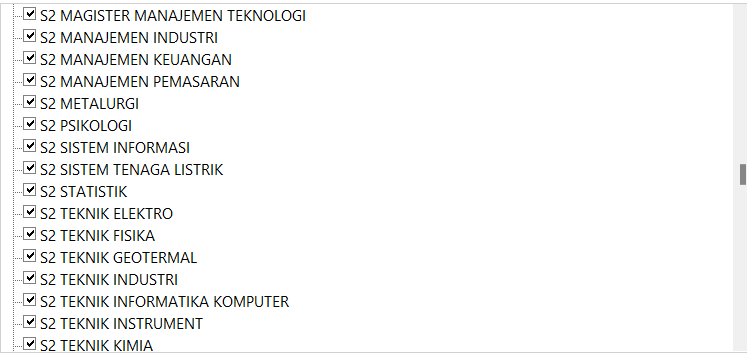 S2 MAGISTER MANAJEMEN TEKNOLOGI
S2 MANAJEMEN INDUSTRI
S2 MANAJEMEN KEUANGAN
S2 MANAJEMEN PEMASARAN
S2 METALURGI
S2 PSIKOLOGI
S2 SISTEM INFORMASI
S2 SISTEM TENAGA LISTRIK
S2 STATISTIK
S2 TEKNIK ELEKTRO
S2 TEKNIK FISIKA
S2 TEKNIK GEOTERMAL
S2 TEKNIK INDUSTRI
S2 TEKNIK INFORMATIKA KOMPUTER
S2 TEKNIK INSTRUMENT
S2 TEKNIK KIMIA